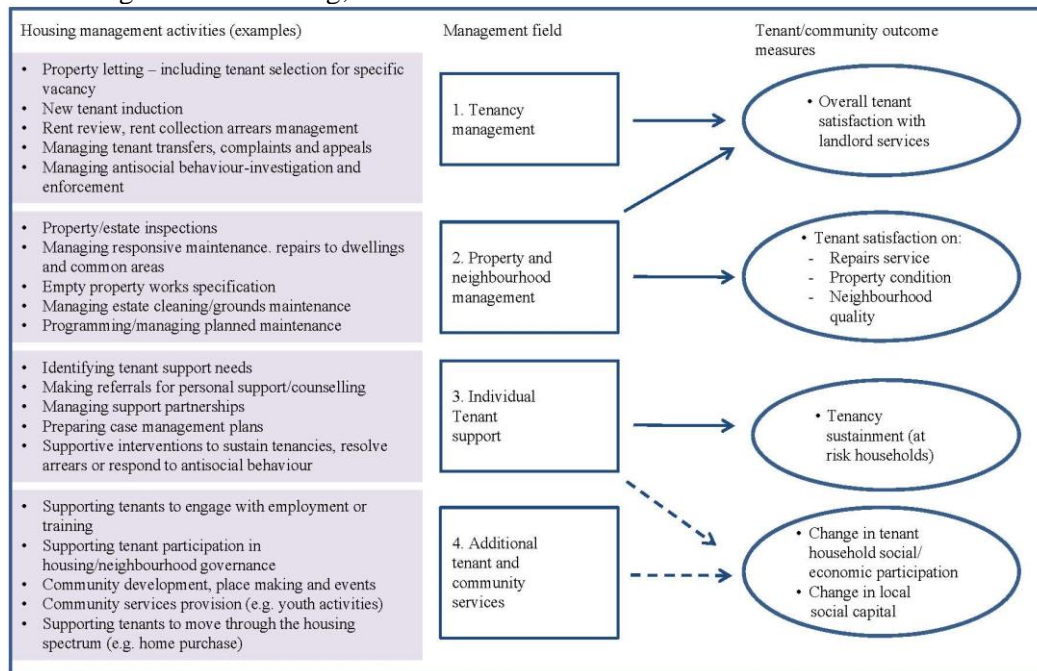 Housing management activities (examples)
Management field
Tenant/community outcome
measures
• Property letting – including tenant selection for specific
vacancy
• New tenant induction
• Rent review, rent collection arrears management
• Managing tenant transfers, complaints and appeals
• Managing antisocial behaviour-investigation and
enforcement
1. Tenancy
management
• Overall tenant
satisfaction with
landlord services
• Property/estate inspections
• Managing responsive maintenance. repairs to dwellings
and common areas
• Empty property works specification
• Managing estate cleaning/grounds maintenance
• Programming/managing planned maintenance
2. Property and
neighbourhood
management
• Tenant satisfaction on:
- Repairs service
- Property condition
- Neighbourhood
quality
• Identifying tenant support needs
• Making referrals for personal support/counselling
• Managing support partnerships
• Preparing case management plans
• Supportive interventions to sustain tenancies, resolve
arrears or respond to antisocial behaviour
3. Individual
Tenant
support
• Tenancy
sustainment (at
risk households)
• Supporting tenants to engage with employment or
training
• Supporting tenant participation in
housing/neighbourhood governance
• Community development, place making and events
• Community services provision (e.g. youth activities)
• Supporting tenants to move through the housing
spectrum (e.g. home purchase)
4. Additional
tenant and
community
services
• Change in tenant
household social/
economic participation
• Change in local
social capital